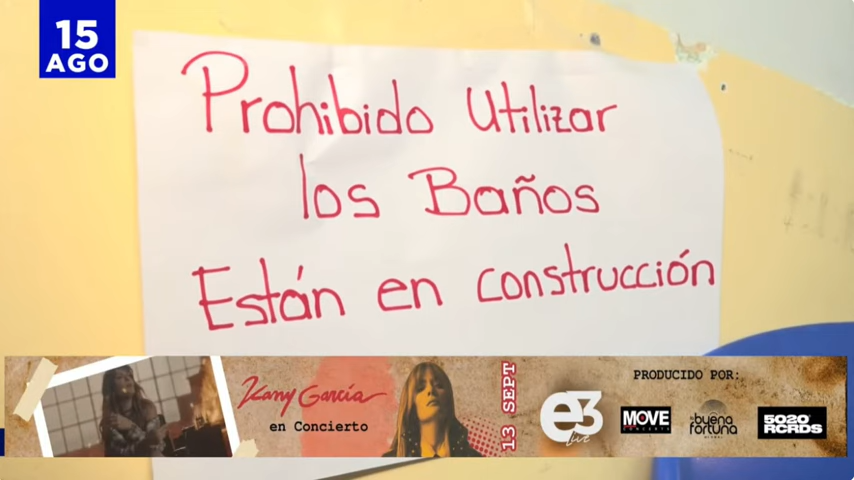 15
AGO
Prohibido Utilizar
los Baños
Están en construcción
Kany García
en Concierto
13 SEPT
e3
Live
PRODUCIDO POR:
MOVE
CONCERTS
buena
fortuna
5020
RCRDS